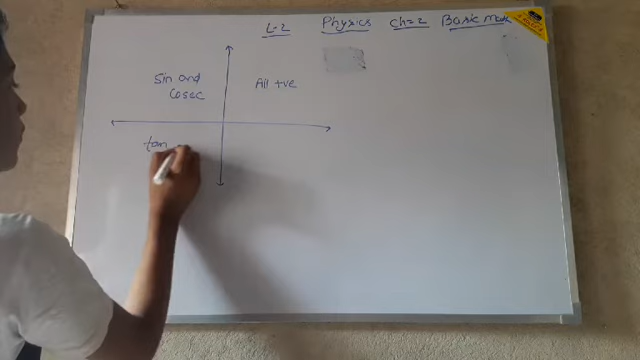 L-2 Physics Ch=2 Basic Math
Sin and
Cosec
All +ve
tan